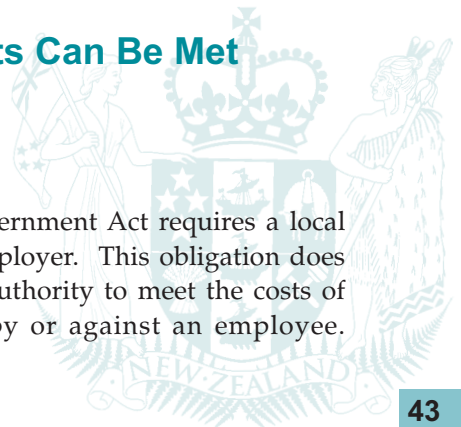 ts Can Be Met
ernment Act requires a local
ployer. This obligation does
uthority to meet the costs of
by or against an employee.
NEW ZEALAND
43